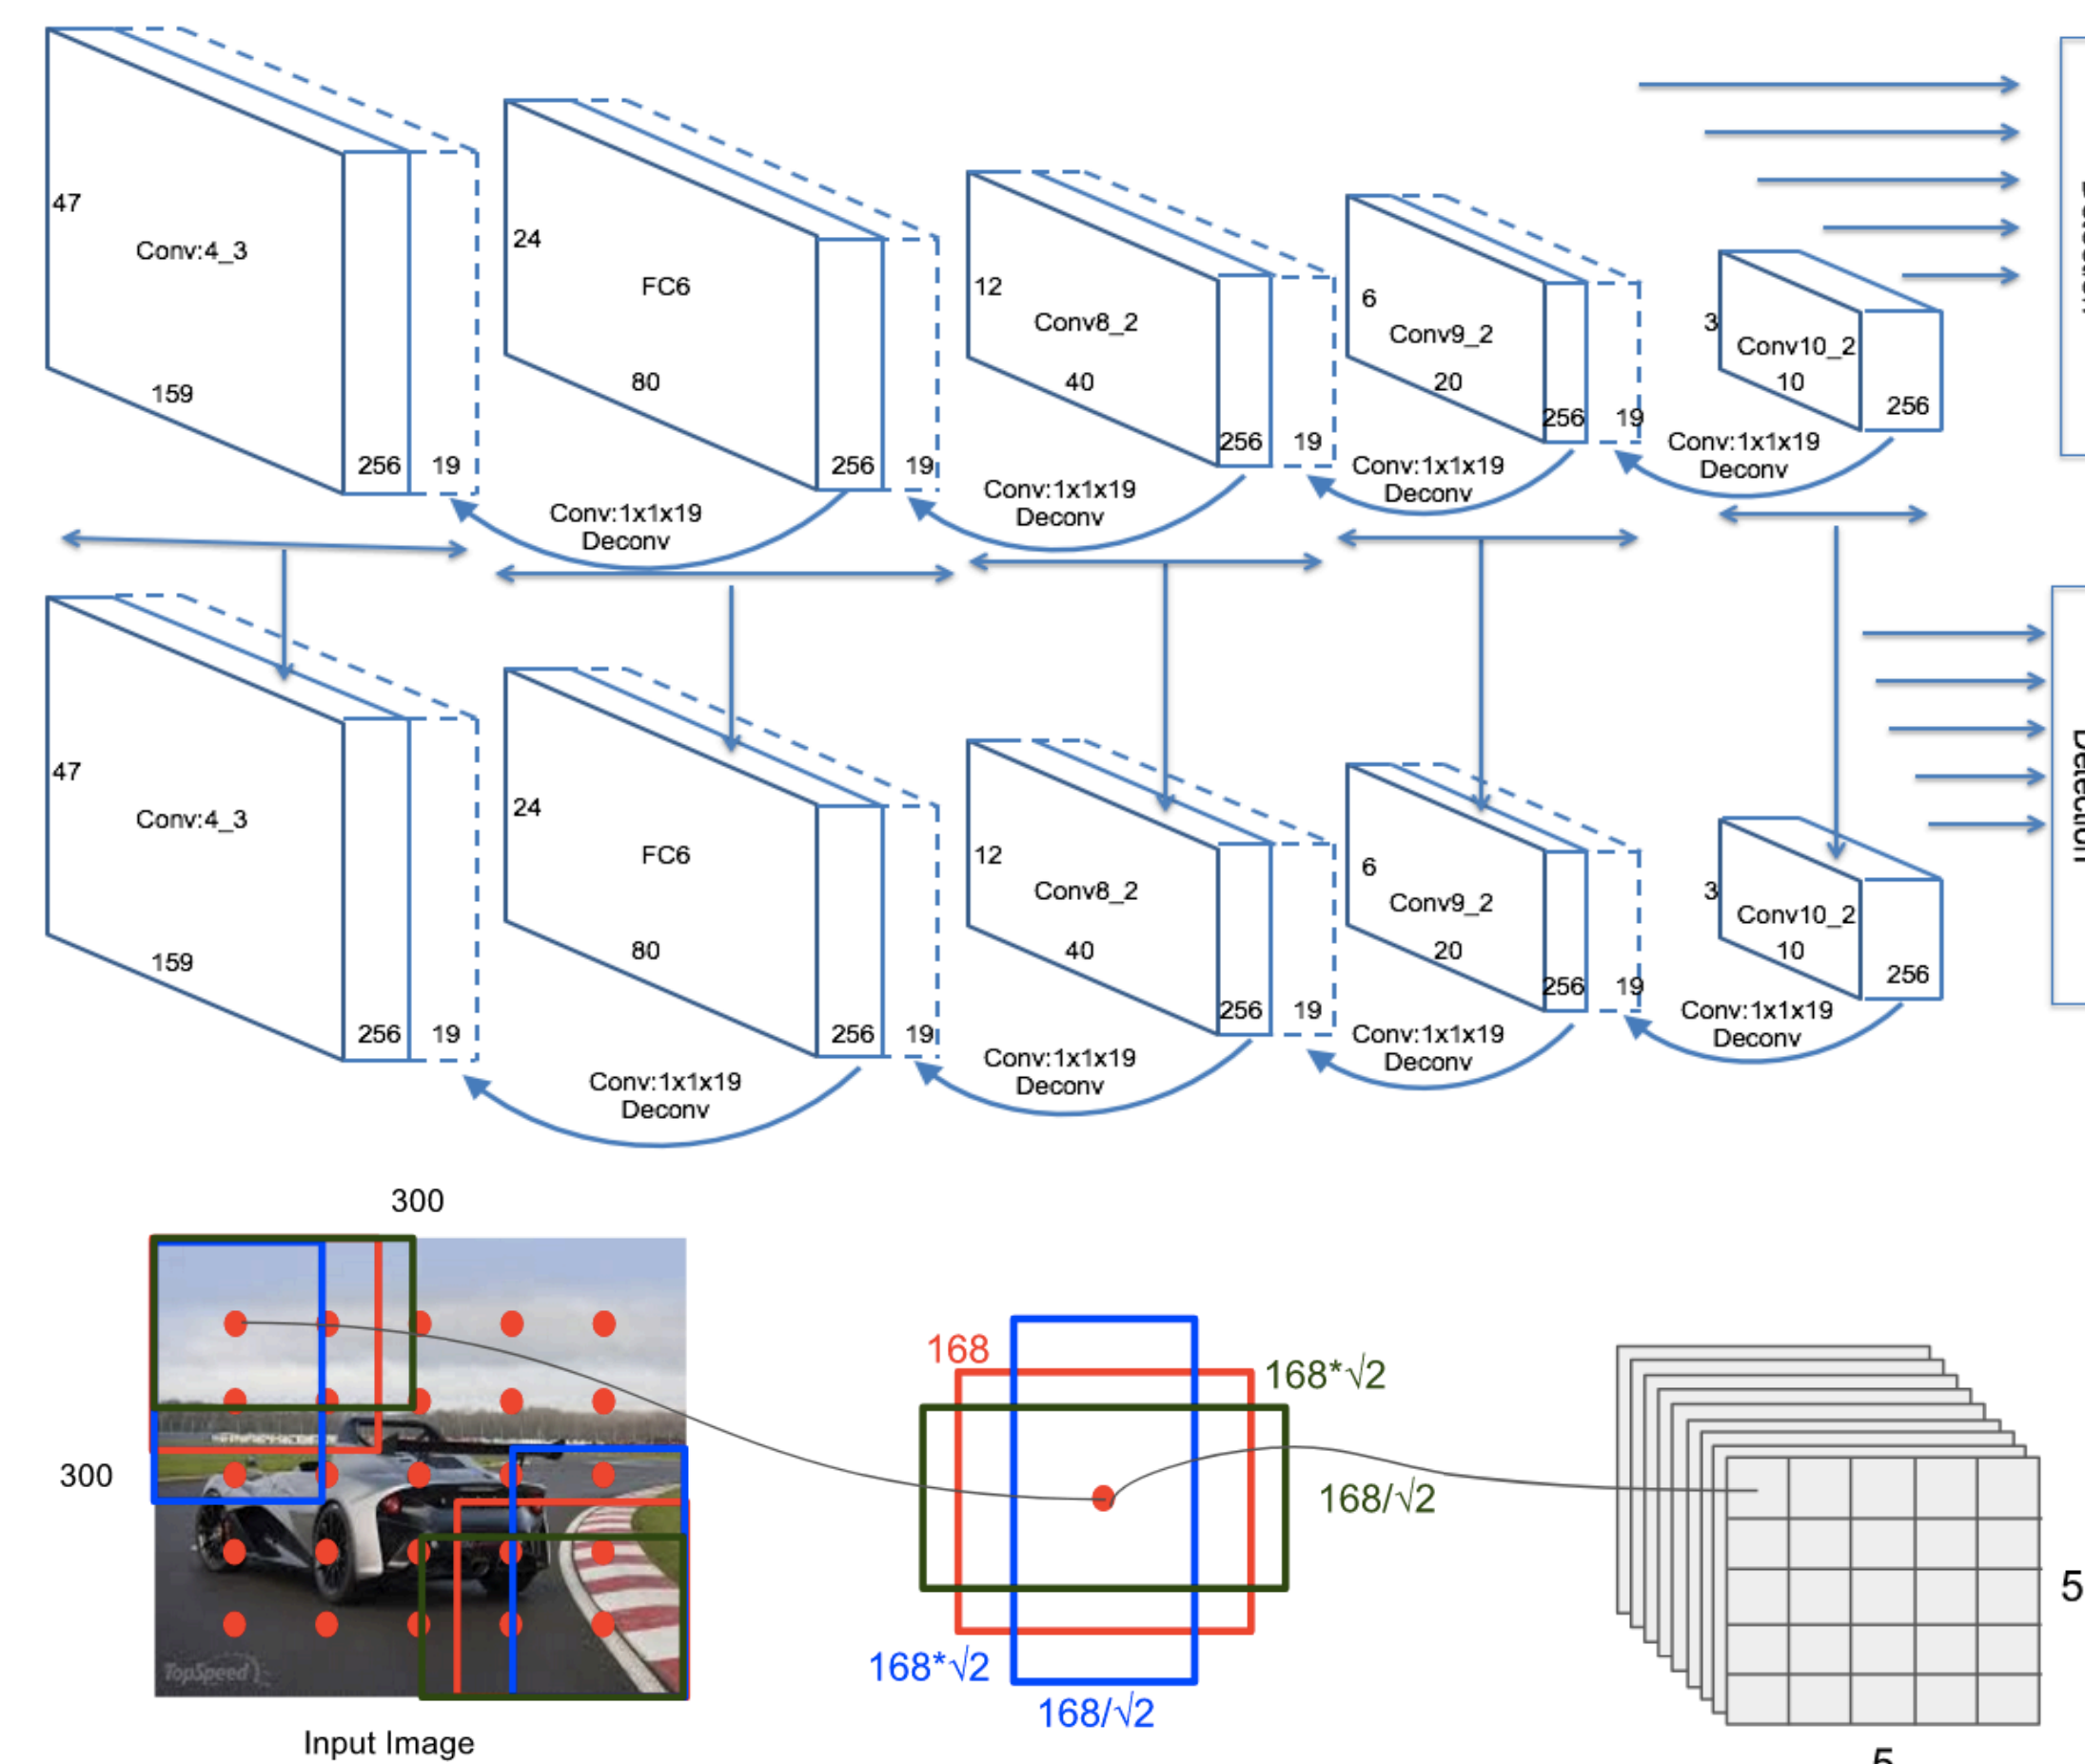 47
Conv:4_3
159
256
19
24
FC6
80
256
19
12
Conv8_2
40
256
19
6
Conv9_2
20
256
19
3
Conv10_2
10
256
Conv:1x1x19
Deconv
Conv:1x1x19
Deconv
Conv:1x1x19
Deconv
Conv:1x1x19
Deconv
47
Conv:4_3
159
256
19
24
FC6
80
256
19
12
Conv8_2
40
256
19
6
Conv9_2
20
256
19
3
Conv10_2
10
256
Conv:1x1x19
Deconv
Conv:1x1x19
Deconv
Conv:1x1x19
Deconv
Conv:1x1x19
Deconv
Detection
300
300
TopSpeed
Input Image
168
168*√2
168/√2
168*√2
168/√2
5
5